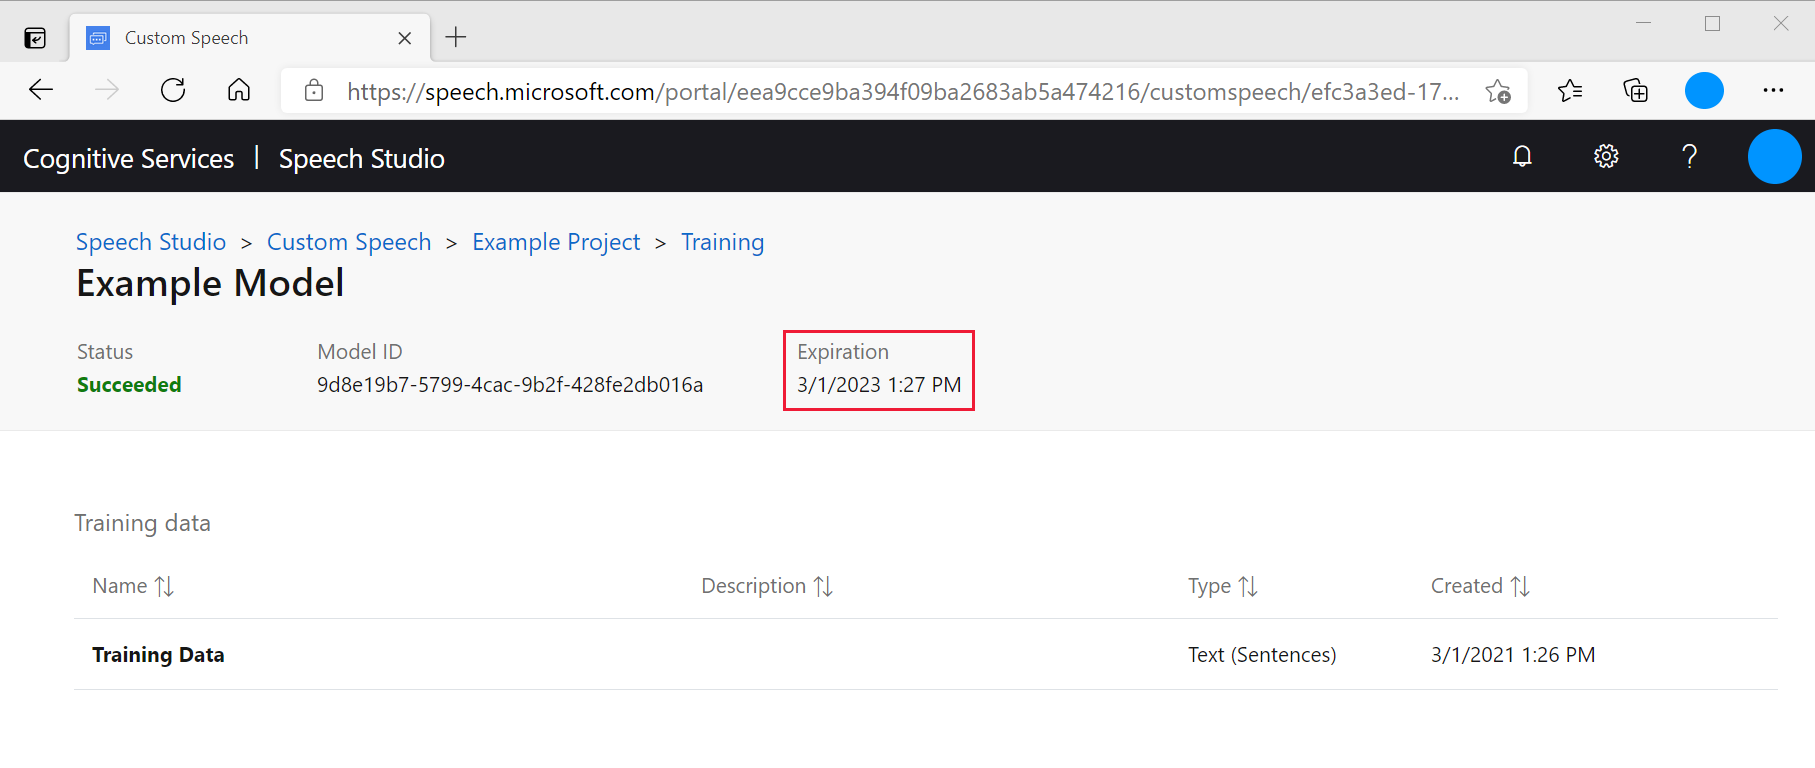 Custom Speech
https://speech.microsoft.com/portal/eea9cce9ba394f09ba2683ab5a474216/customspeech/efc3a3ed-17...
Cognitive Services | Speech Studio
Speech Studio > Custom Speech > Example Project > Training
Example Model
Status Model ID Expiration
Succeeded 9d8e19b7-5799-4cac-9b2f-428fe2db016a 3/1/2023 1:27 PM
Training data
Name Description Type Created
Training Data Text (Sentences) 3/1/2021 1:26 PM